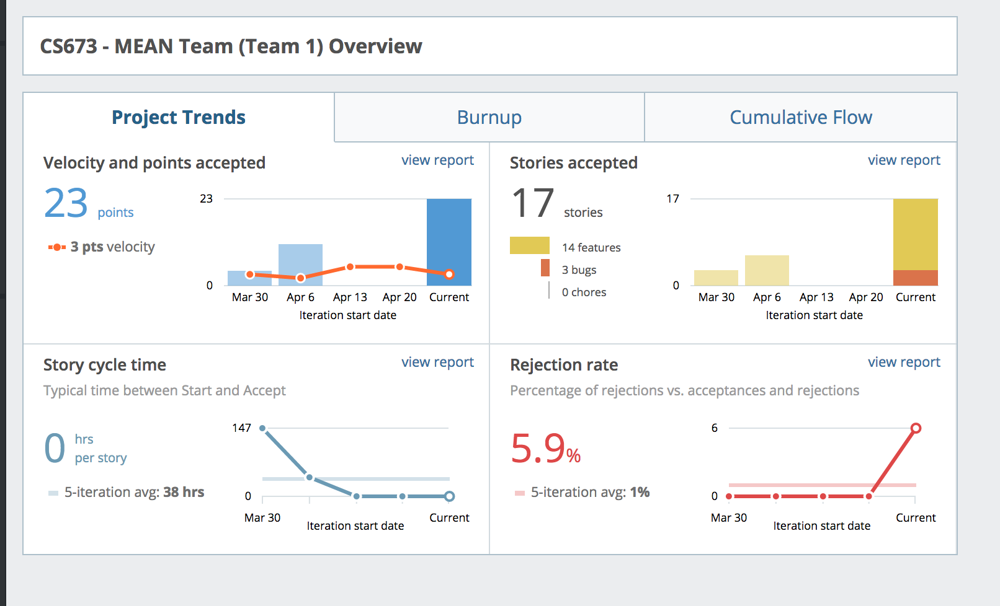 CS673 - MEAN Team (Team 1) Overview
Project Trends
Burnup
Cumulative Flow
Velocity and points accepted
view report
23 points
3 pts velocity
23
0
Mar 30 Apr 6 Apr 13 Apr 20 Current
Iteration start date
Stories accepted
view report
17 stories
14 features
3 bugs
0 chores
17
0
Mar 30 Apr 6 Apr 13 Apr 20 Current
Iteration start date
Story cycle time
view report
Typical time between Start and Accept
0 hrs
per story
5-iteration avg: 38 hrs
147
0
Mar 30 Current
Iteration start date
Rejection rate
view report
Percentage of rejections vs. acceptances and rejections
5.9%
5-iteration avg: 1%
6
0
Mar 30 Current
Iteration start date